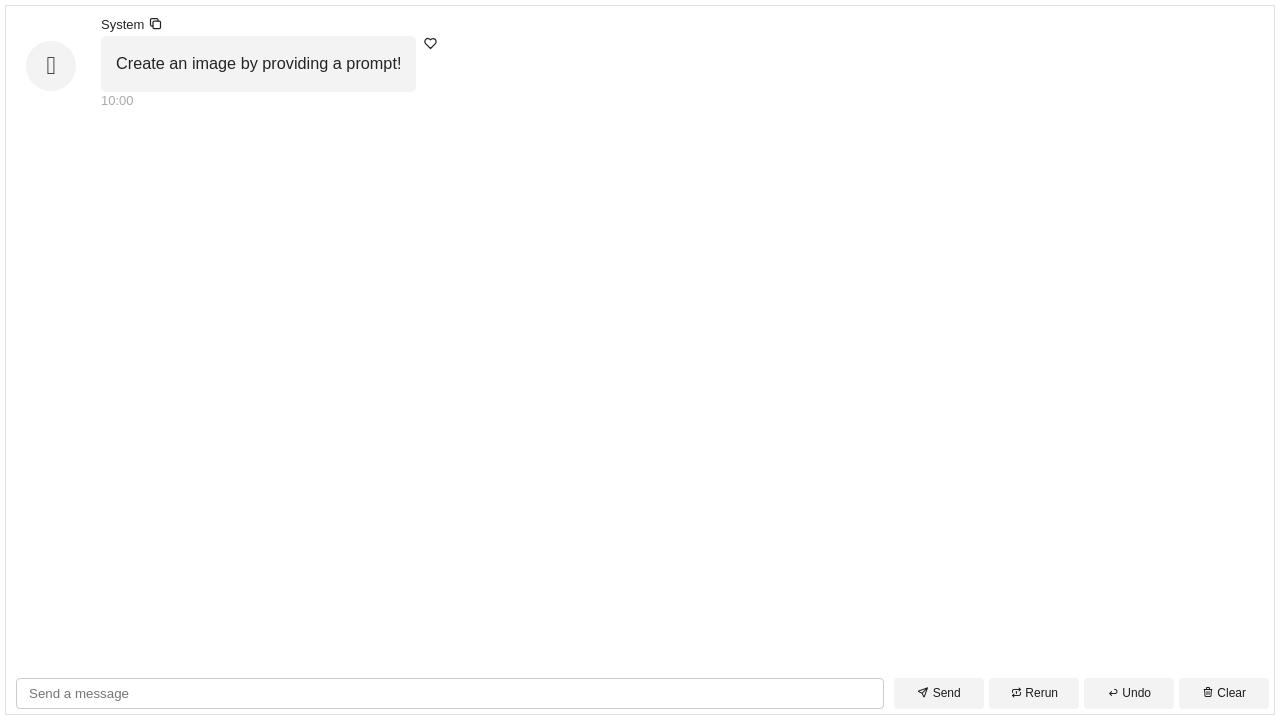 System
Create an image by providing a prompt!
10:00
Send a message
Send
Rerun
Undo
Clear